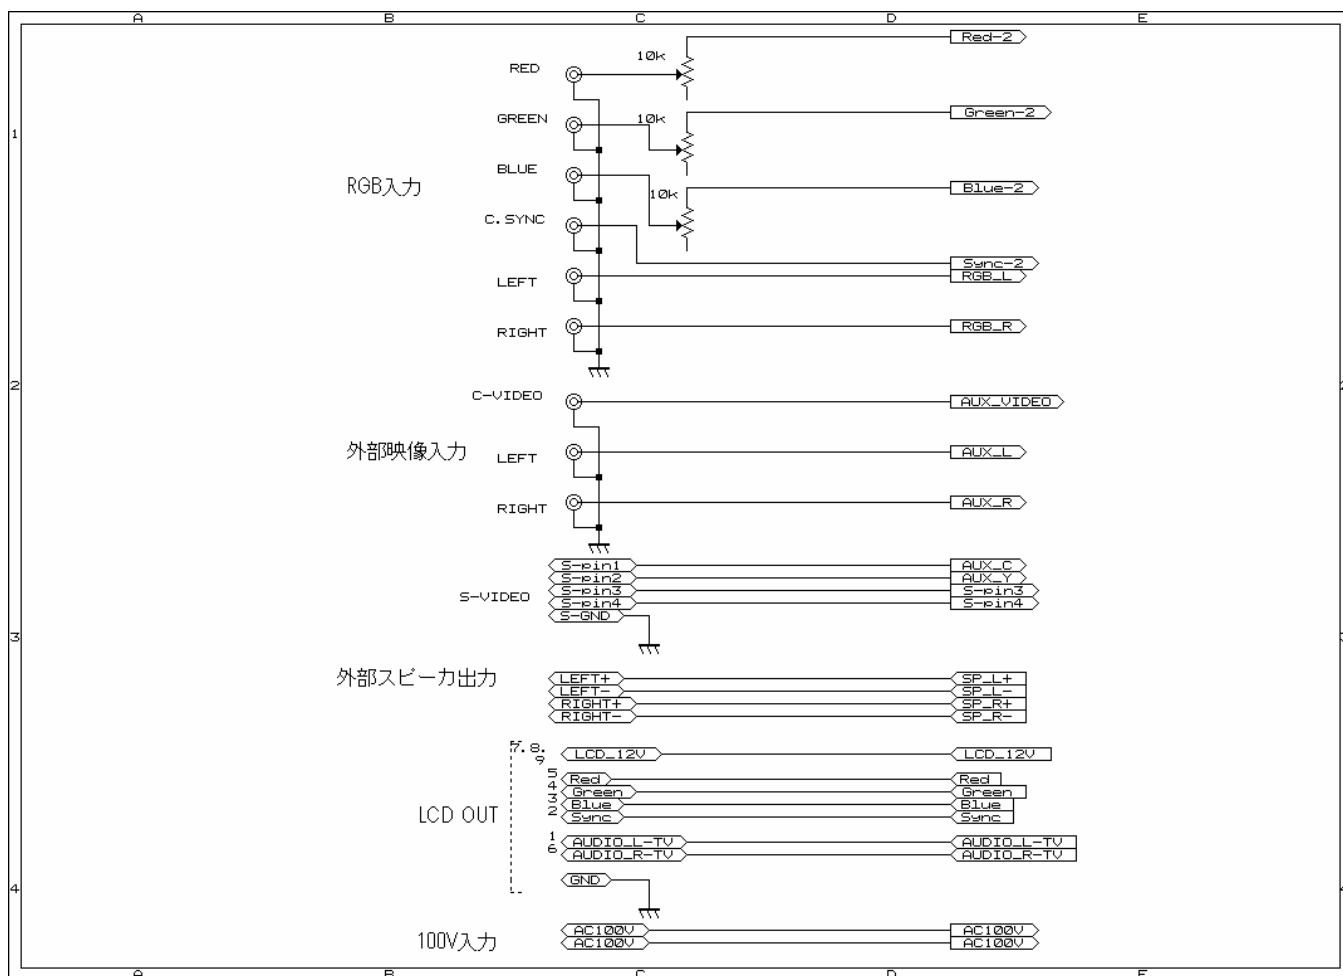 A B C D E
Red-2
10k
RED
GREEN 10k Green-2
1
BLUE
RGB入力 10k Blue-2
C.SYNC
Sync-2
LEFT RGB_L
RIGHT RGB_R
2 2
C-VIDEO AUX_VIDEO
外部映像入力 LEFT AUX_L
RIGHT AUX_R
S-pin1 AUX_C
S-pin2 AUX_Y
S-VIDEO S-pin3 S-pin3
S-pin4 S-pin4
S-GND
3 3
外部スピーカ出力 LEFT+ SP_L+
LEFT- SP_L-
RIGHT+ SP_R+
RIGHT- SP_R-
7.8.
9 LCD_12V LCD_12V
5 Red Red
4 Green Green
3 Blue Blue
LCD OUT 2 Sync Sync
1 AUDIO_L-TV AUDIO_L-TV
6 AUDIO_R-TV AUDIO_R-TV
GND
4 4
100V入力 AC100V AC100V
AC100V AC100V
A B C D E